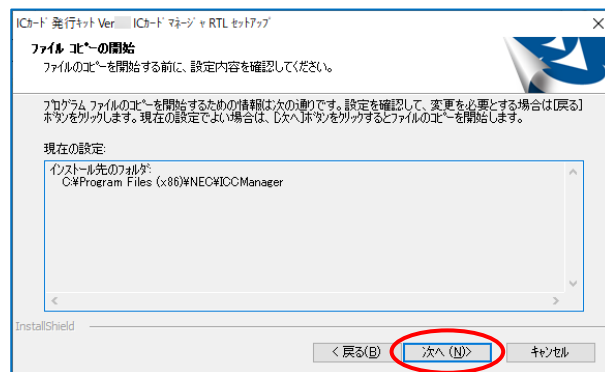 ICカード 発行キット Ver ICカード マネージャ RTL セットアップ
ファイル コピーの開始
ファイルのコピーを開始する前に、設定内容を確認してください。
プログラム ファイルのコピーを開始するための情報は次の通りです。設定を確認して、変更を必要とする場合は[戻る]
ボタンをクリックします。現在の設定でよい場合は、[次へ]ボタンをクリックするとファイルのコピーを開始します。
現在の設定:
インストール先のフォルダ:
C:¥Program Files (x86)¥NEC¥ICCManager
InstallShield
< 戻る(B)
次へ (N)>
キャンセル